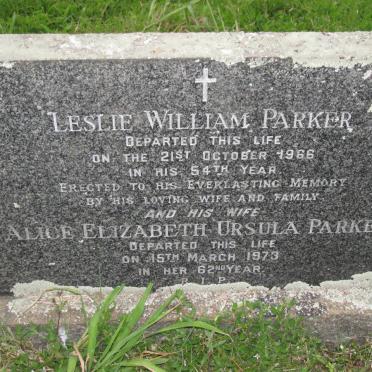 LESLIE WILLIAM PARKER
DEPARTED THIS LIFE
ON THE 21ST OCTOBER 1966
IN HIS 54TH YEAR
ERECTED TO HIS EVERLASTING MEMORY
BY HIS LOVING WIFE AND FAMILY
AND HIS WIFE
ALICE ELIZABETH URSULA PARKE
DEPARTED THIS LIFE
ON 15TH MARCH 1973
IN HER 62ND YEAR